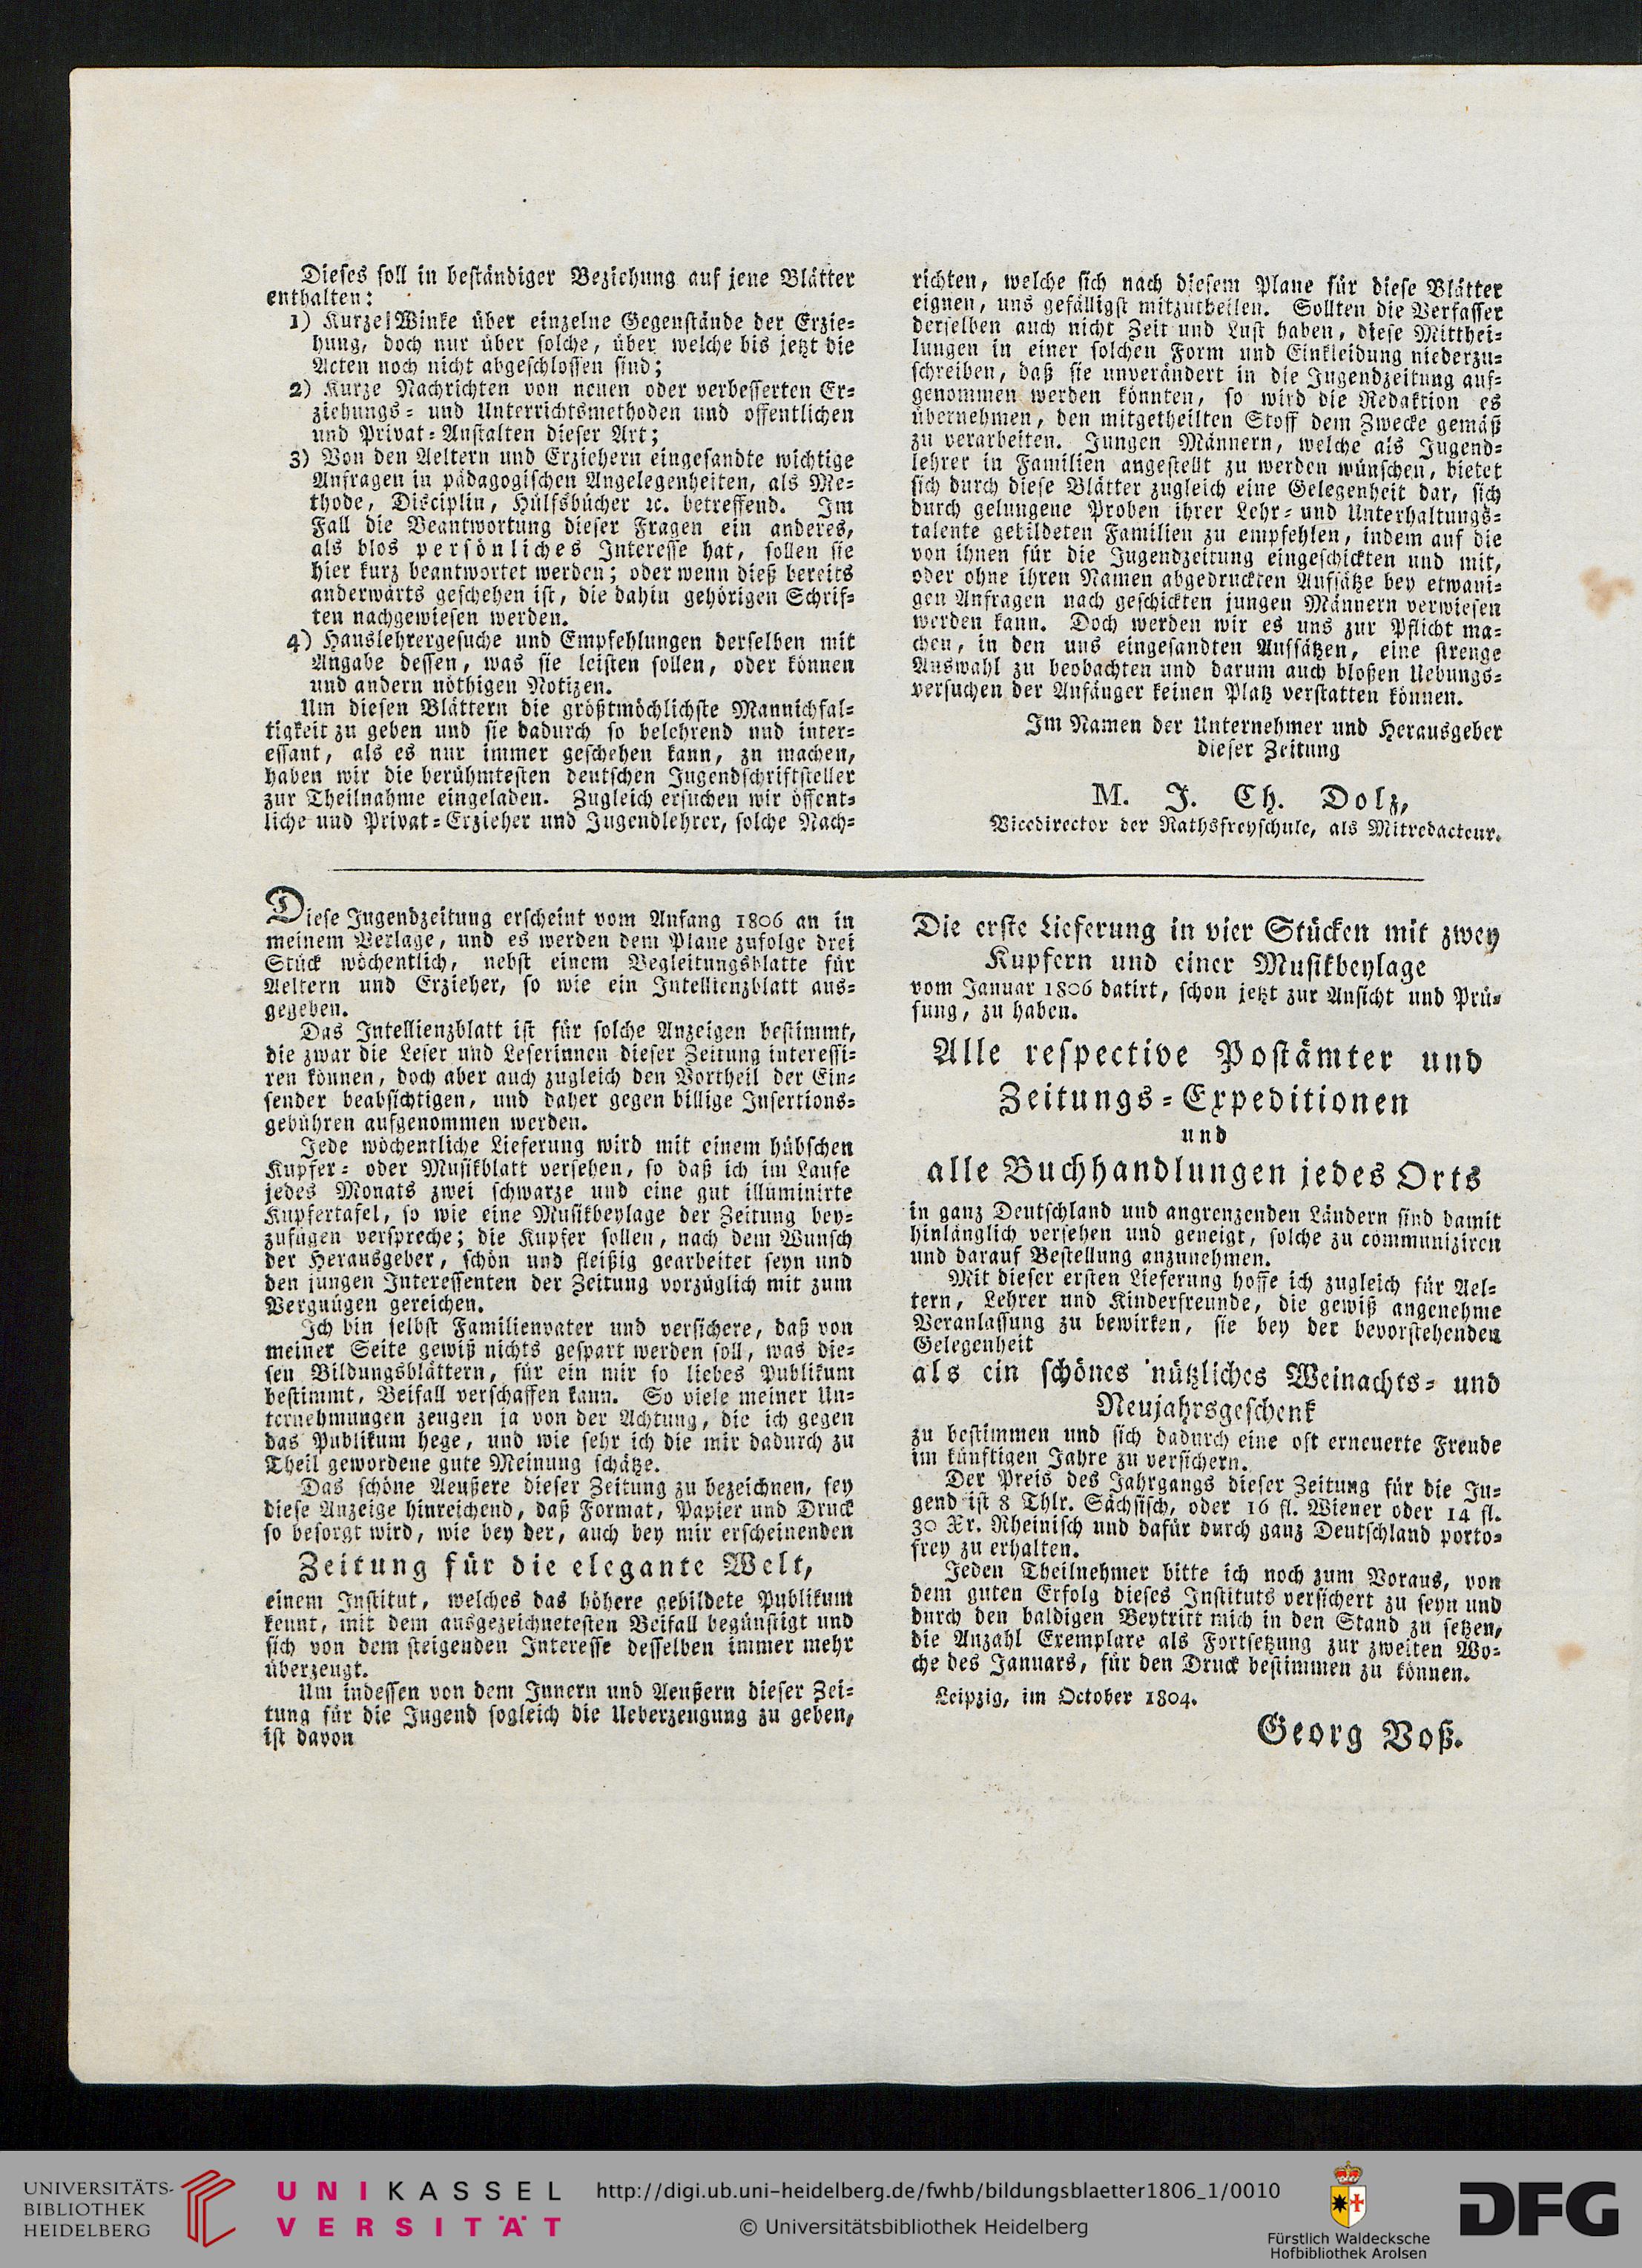 Dieses soll in beständiger Beziehung auf jene Blätter
enthalten:
1) Kurze Winke über einzelne Gegenstände der Erzie-
hung, doch nur über solche, über welche bis jetzt die
Acten noch nicht abgeschlossen sind;
2) Kurze Nachrichten von neuen oder verbesserten Er-
ziehungs- und Unterrichtsmethoden und offentlichen
und Privat-Anstalten dieser Art;
3) Von den Aeltern und Erziehern eingesandte wichtige
Anfragen in pädagogischen Angelegenheiten, als Me-
thode, Disciplin, Hülfsbücher ꝛc. betreffend. Im
Fall die Beantwortung dieser Fragen ein anderes,
als blos persönliches Interesse hat, sollen sie
hier kurz beantwortet werden; oder wenn dieß bereits
anderwärts geschehen ist, die dahin gehörigen Schrif-
ten nachgewiesen werden.
4) Hauslehrergesuche und Empfehlungen derselben mit
Angabe dessen, was sie leisten sollen, oder können
und andern nöthigen Notizen.
Um diesen Blättern die größtmöchlichste Mannichfal-
tigkeit zu geben und sie dadurch so belehrend und inter-
essant, als es nur immer geschehen kann, zu machen,
haben wir die berühmtesten deutschen Jugendschriftsteller
zur Theilnahme eingeladen. Zugleich ersuchen wir öffent-
liche und Privat-Erzieher und Jugendlehrer, solche Nach-
richten, welche sich nach diesem Plane für diese Blätter
eignen, uns gefälligst mitzutheilen. Sollten die Verfasser
derselben auch nicht Zeit und Lust haben, diese Mitthei-
lungen in einer solchen Form und Einkleidung niederzu-
schreiben, daß sie unverändert in die Jugendzeitung auf-
genommen werden könnten, so wird die Redaktion es
übernehmen, den mitgetheilten Stoff dem Zwecke gemäß
zu verarbeiten. Jungen Männern, welche als Jugend-
lehrer in Familien angestellt zu werden wünschen, bietet
sich durch diese Blätter zugleich eine Gelegenheit dar, sich
durch gelungene Proben ihrer Lehr- und Unterhaltungs-
talente gebildeten Familien zu empfehlen, indem auf die
von ihnen für die Jugendzeitung eingeschickten und mit,
oder ohne ihren Namen abgedruckten Aufsätze bey etwani-
gen Anfragen nach geschickten jungen Männern verwiesen
werden kann. Doch werden wir es uns zur Pflicht ma-
chen, in den uns eingesandten Aufsätzen, eine strenge
Auswahl zu beobachten und darum auch bloßen Uebungs-
versuchen der Anfänger keinen Platz verstatten können.
Im Namen der Unternehmer und Herausgeber
dieser Zeitung
M. J. Ch. Dolz,
Vicedirector der Rathsfreyschule, als Mitredacteur.
Diese Jugendzeitung erscheint vom Anfang 1806 an in
meinem Verlage, und es werden dem Plane zufolge drei
Stück wöchentlich, nebst einem Begleitungsblatte für
Aeltern und Erzieher, so wie ein Intellienzblatt aus-
gegeben.
Das Intellienzblatt ist für solche Anzeigen bestimmt,
die zwar die Leser und Leserinnen dieser Zeitung interessi-
ren können, doch aber auch zugleich den Vortheil der Ein-
sender beabsichtigen, und daher gegen billige Insertions-
gebühren aufgenommen werden.
Jede wöchentliche Lieferung wird mit einem hübschen
Kupfer- oder Musikblatt versehen, so daß ich im Laufe
jedes Monats zwei schwarze und eine gut illuminirte
Kupfertafel, so wie eine Musikbeylage der Zeitung bey-
zufügen verspreche; die Kupfer sollen, nach dem Wunsch
der Herausgeber, schön und fleißig gearbeitet seyn und
den jungen Interessenten der Zeitung vorzüglich mit zum
Vergnügen gereichen.
Ich bin selbst Familienvater und versichere, daß von
meiner Seite gewiß nichts gespart werden soll, was die-
sen Bildungsblättern, für ein mir so liebes Publikum
bestimmt, Beifall verschaffen kann. So viele meiner Un-
ternehmungen zeugen ja von der Achtung, die ich gegen
das Publikum hege, und wie sehr ich die mir dadurch zu
Theil gewordene gute Meinung schätze.
Das schöne Aeußere dieser Zeitung zu bezeichnen, sey
diese Anzeige hinreichend, daß Format, Papier und Druck
so besorgt wird, wie bey der, auch bey mir erscheinenden
Zeitung für die elegante Welt,
einem Institut, welches das höhere gebildete Publikum
kennt, mit dem ausgezeichnetesten Beifall begünstigt und
sich von dem steigenden Interesse desselben immer mehr
überzeugt.
Um indessen von dem Innern und Aeußern dieser Zei-
tung für die Jugend sogleich die Ueberzeugung zu geben,
ist davon
Die erste Lieferung in vier Stücken mit zwey
Kupfern und einer Musikbeylage
vom Januar 1806 datirt, schon jetzt zur Ansicht und Prü-
fung, zu haben.
Alle respective Postämter und
Zeitungs-Expeditionen
und
alle Buchhandlungen jedes Orts
in ganz Deutschland und angrenzenden Ländern sind damit
hinlänglich versehen und geneigt, solche zu communiziren
und darauf Bestellung anzunehmen.
Mit dieser ersten Lieferung hoffe ich zugleich für Ael-
tern, Lehrer und Kinderfreunde, die gewiß angenehme
Veranlassung zu bewirken, sie bey der bevorstehenden
Gelegenheit
als ein schönes nützliches Weinachts- und
Neujahrsgeschenk
zu bestimmen und sich dadurch eine oft erneuerte Freude
im künftigen Jahre zu versichern.
Der Preis des Jahrgangs dieser Zeitung für die Ju-
gend ist 8 Thlr. Sächsisch, oder 16 fl. Wiener oder 14 fl.
30 Xr. Rheinisch und dafür durch ganz Deutschland porto-
frey zu erhalten.
Jeden Theilnehmer bitte ich noch zum Voraus, von
dem guten Erfolg dieses Instituts versichert zu seyn und
durch den baldigen Beytritt mich in den Stand zu setzen,
die Anzahl Exemplare als Fortsetzung zur zweiten Wo-
che des Januars, für den Druck bestimmen zu können.
Leipzig, im October 1804.
Georg Voß.
UNIVERSITÄTS-
BIBLIOTHEK
HEIDELBERG
UNIKASSEL
VERSITÄT
http://digi.ub.uni-heidelberg.de/fwhb/bildungsblaetter1806_1/0010
© Universitätsbibliothek Heidelberg
Fürstlich Waldecksche
Hofbibliothek Arolsen
DFG